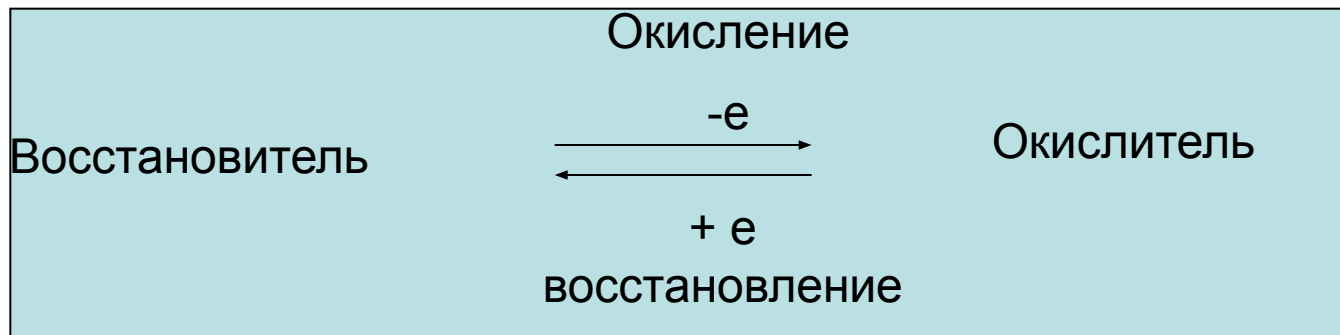 Окисление
-е
Восстановитель
Окислитель
+ е
восстановление